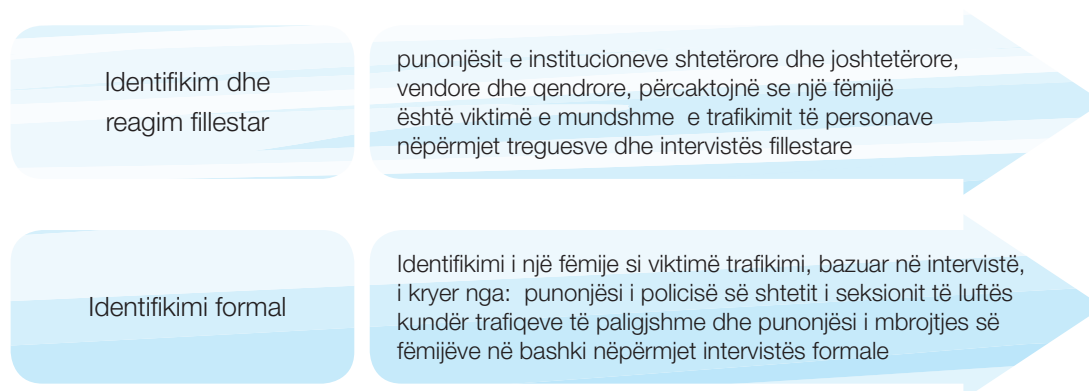 Identifikim dhe
reagim fillestar
punonjësit e institucioneve shtetërore dhe joshtetërore,
vendore dhe qendrore, përcaktojnë se një fëmijë
është viktimë e mundshme e trafikimit të personave
nëpërmjet treguesve dhe intervistës fillestare
Identifikimi formal
Identifikimi i një fëmije si viktimë trafikimi, bazuar në intervistë,
i kryer nga: punonjësi i policisë së shtetit i seksionit të luftës
kundër trafiqeve të paligjshme dhe punonjësi i mbrojtjes së
fëmijëve në bashki nëpërmjet intervistës formale